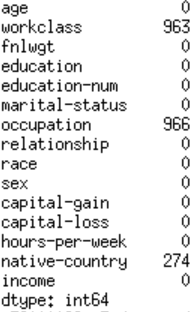 age 0
workclass 963
fnlwgt 0
education 0
education-num 0
marital-status 0
occupation 966
relationship 0
race 0
sex 0
capital-gain 0
capital-loss 0
hours-per-week 0
native-country 274
income 0
dtype: int64